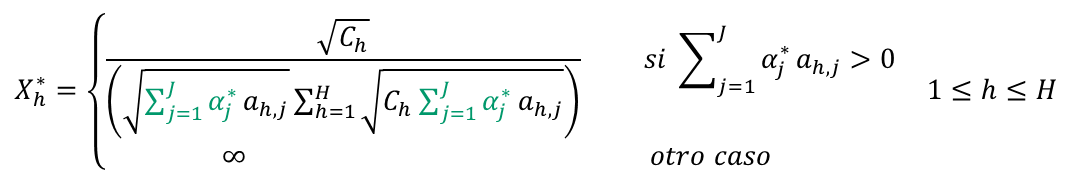 X_h^* = { √C_h / (√(∑_{j=1}^J α_j^* a_{h,j}) ∑_{h=1}^H √(C_h ∑_{j=1}^J α_j^* a_{h,j})) si ∑_{j=1}^J α_j^* a_{h,j} > 0
∞ otro caso
1 ≤ h ≤ H